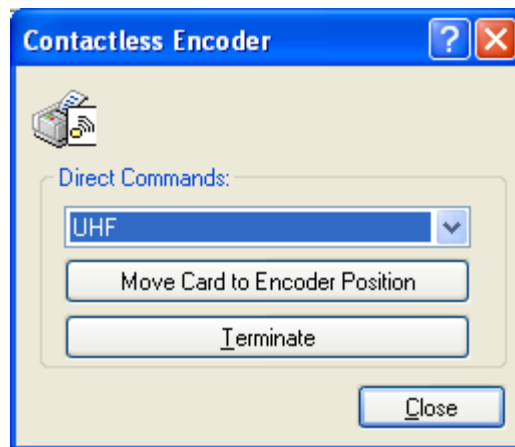 Contactless Encoder
Direct Commands:
UHF
Move Card to Encoder Position
Terminate
Close